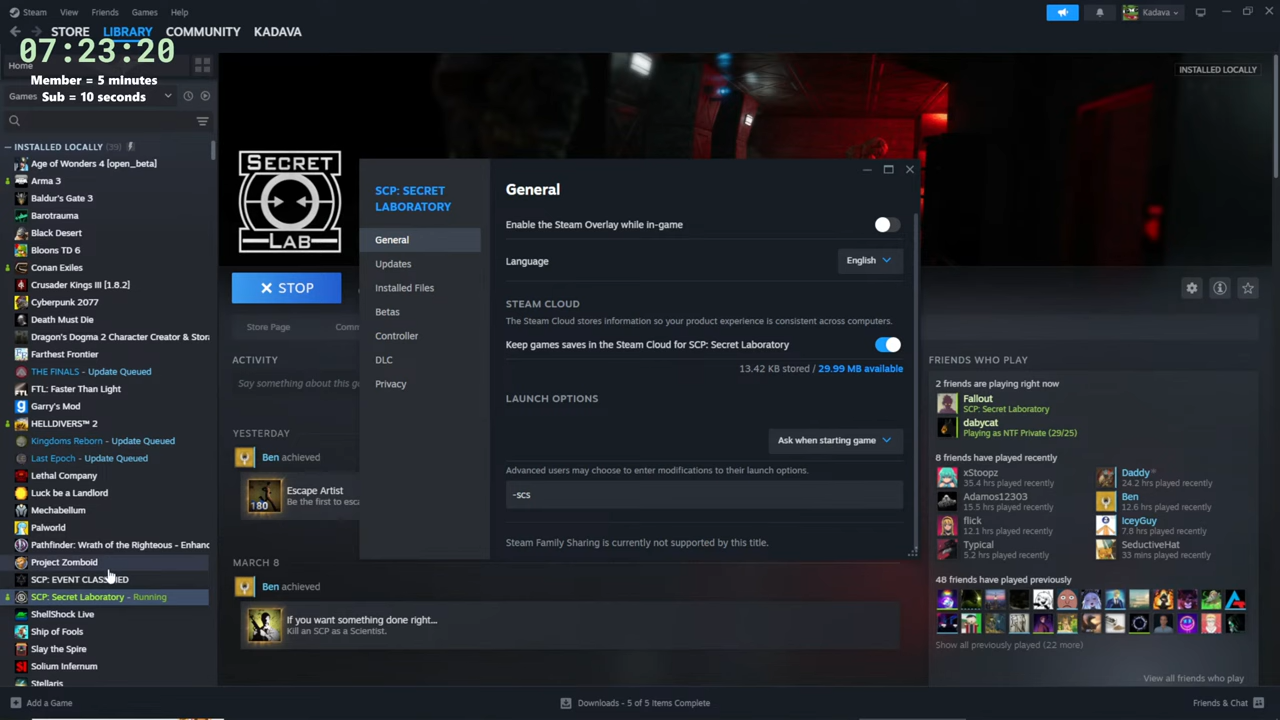 Steam View Friends Games Help
Kadava
STORE LIBRARY COMMUNITY KADAVA
07:23:20
Home
Member = 5 minutes
Games Sub = 10 seconds
INSTALLED LOCALLY (39)
Age of Wonders 4 [open_beta]
Arma 3
Baldur's Gate 3
Barotrauma
Black Desert
Bloons TD 6
Conan Exiles
Crusader Kings III [1.8.2]
Cyberpunk 2077
Death Must Die
Dragon's Dogma 2 Character Creator & Stora
Farthest Frontier
THE FINALS - Update Queued
FTL: Faster Than Light
Garry's Mod
HELLDIVERS™ 2
Kingdoms Reborn - Update Queued
Last Epoch - Update Queued
Lethal Company
Luck be a Landlord
Mechabellum
Palworld
Pathfinder: Wrath of the Righteous - Enhanc
Project Zomboid
SCP: EVENT
SCP: Secret Laboratory - Running
ShellShock Live
Ship of Fools
Slay the Spire
Solium Infernum
Stellaris
Add a Game
INSTALLED LOCALLY
SECRET
LAB
STOP
Store Page
ACTIVITY
Say something about this
YESTERDAY
Ben achieved
180
Escape Artist
Be the first to
MARCH 8
Ben achieved
If you want something done right...
Kill an SCP as a Scientist.
SCP: SECRET
LABORATORY
General
Updates
Installed Files
Betas
Controller
DLC
Privacy
General
Enable the Steam Overlay while in-game
Language
English
STEAM CLOUD
The Steam Cloud stores information so your product experience is consistent across computers.
Keep games saves in the Steam Cloud for SCP: Secret Laboratory
13.42 KB stored / 29.99 MB available
LAUNCH OPTIONS
Ask when starting game
Advanced users may choose to enter modifications to their launch options.
-scs
Steam Family Sharing is currently not supported by this title.
FRIENDS WHO PLAY
2 friends are playing right now
Fallout
SCP: Secret Laboratory
dabycat
Playing as NTF Private (29/25)
8 friends have played recently
xStoopz
35.4 hrs played recently
Daddy
24.2 hrs played recently
Adamos12303
15.5 hrs played recently
Ben
12.6 hrs played recently
flick
12.1 hrs played recently
IceyGuy
7.8 hrs played recently
Typical
5.2 hrs played recently
SeductiveHat
33 mins played recently
48 friends have played previously
Show all previously played (22 more)
View all friends who play
Downloads - 5 of 5 Items Complete
Friends & Chat